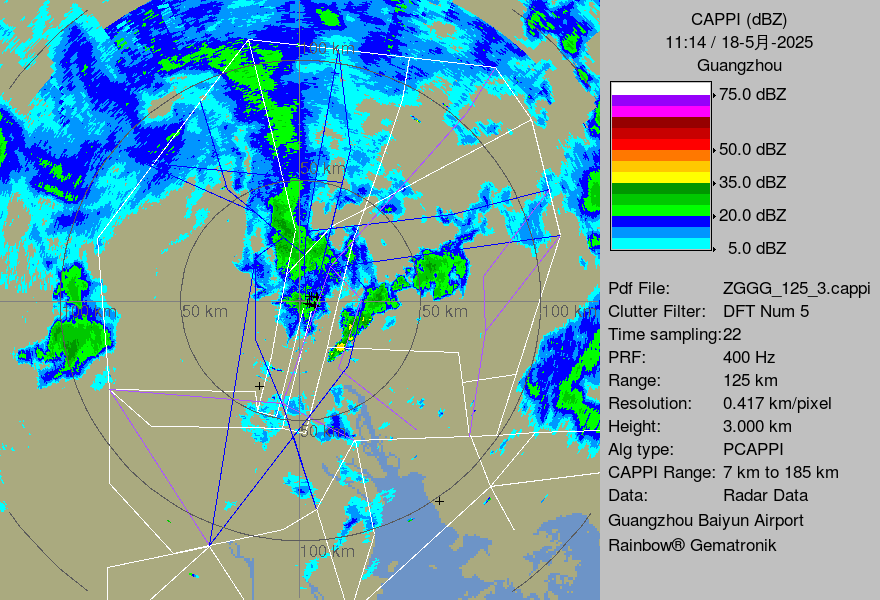 CAPPI (dBZ)
11:14 / 18-5月-2025
Guangzhou
75.0 dBZ
50.0 dBZ
35.0 dBZ
20.0 dBZ
5.0 dBZ
Pdf File: ZGGG_125_3.cappi
Clutter Filter: DFT Num 5
Time sampling:22
PRF: 400 Hz
Range: 125 km
Resolution: 0.417 km/pixel
Height: 3.000 km
Alg type: PCAPPI
CAPPI Range: 7 km to 185 km
Data: Radar Data
Guangzhou Baiyun Airport
Rainbow® Gematronik
100 km
50 km
100 km
50 km
50 km
100 km
50 km
100 km